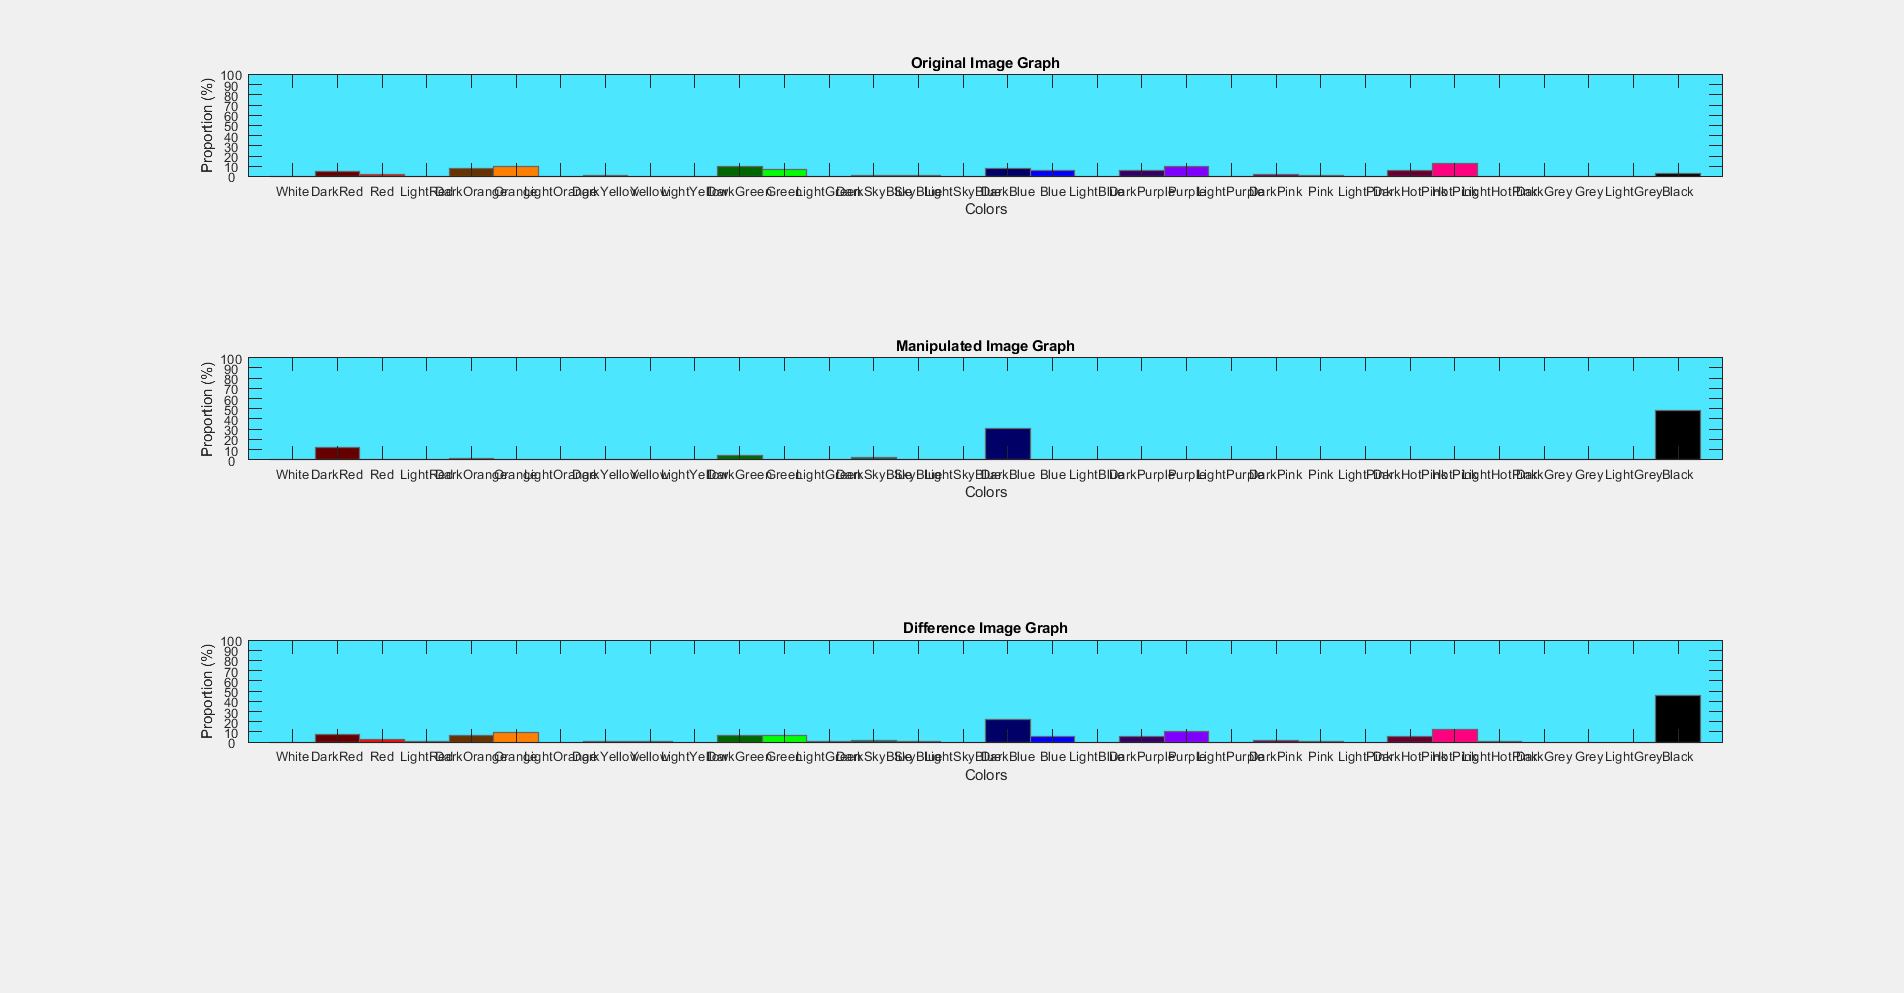 Original Image Graph
Proportion (%)
100
90
80
70
60
50
40
30
20
10
0
White DarkRed Red LightRed DarkOrange Orange LightOrange DarkYellow Yellow LightYellow DarkGreen Green LightGreen DarkSkyBlue SkyBlue LightSkyBlue DarkBlue Blue LightBlue DarkPurple Purple LightPurple DarkPink Pink LightPink DarkHotPink HotPink LightHotPink DarkGrey Grey LightGrey Black
Colors
Manipulated Image Graph
Proportion (%)
100
90
80
70
60
50
40
30
20
10
0
White DarkRed Red LightRed DarkOrange Orange LightOrange DarkYellow Yellow LightYellow DarkGreen Green LightGreen DarkSkyBlue SkyBlue LightSkyBlue DarkBlue Blue LightBlue DarkPurple Purple LightPurple DarkPink Pink LightPink DarkHotPink HotPink LightHotPink DarkGrey Grey LightGrey Black
Colors
Difference Image Graph
Proportion (%)
100
90
80
70
60
50
40
30
20
10
0
White DarkRed Red LightRed DarkOrange Orange LightOrange DarkYellow Yellow LightYellow DarkGreen Green LightGreen DarkSkyBlue SkyBlue LightSkyBlue DarkBlue Blue LightBlue DarkPurple Purple LightPurple DarkPink Pink LightPink DarkHotPink HotPink LightHotPink DarkGrey Grey LightGrey Black
Colors